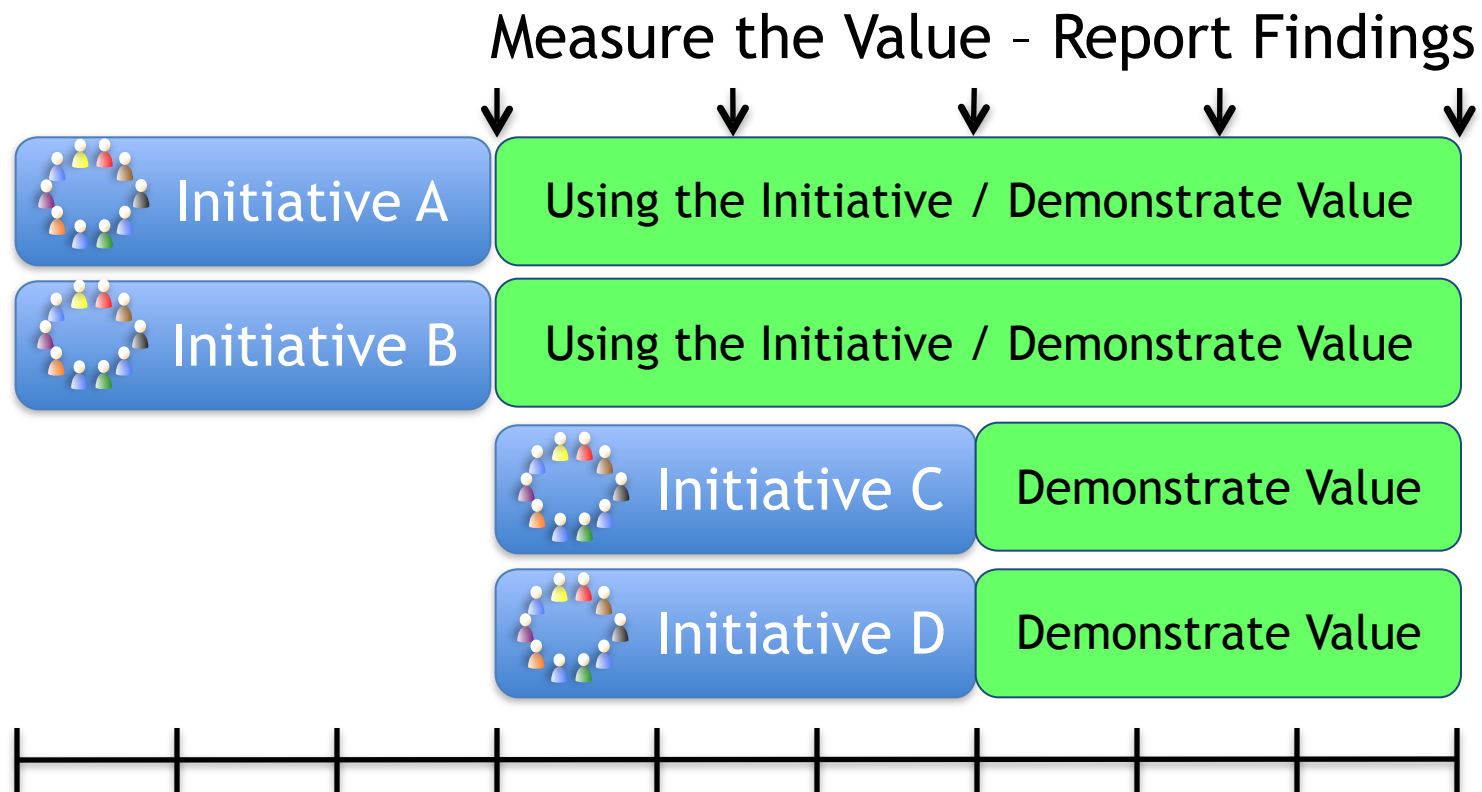 Measure the Value – Report Findings
Initiative A
Using the Initiative / Demonstrate Value
Initiative B
Using the Initiative / Demonstrate Value
Initiative C
Demonstrate Value
Initiative D
Demonstrate Value